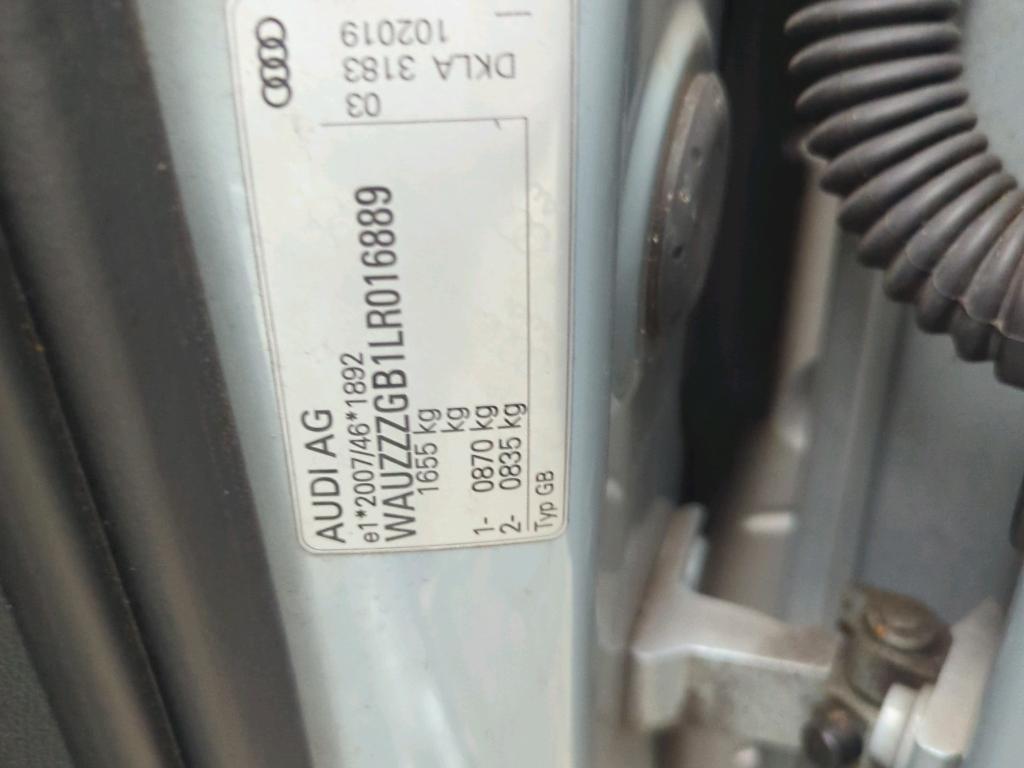 AUDI AG
e1*2007/46*1892
WAUZZZGB1LR016889
1655 kg
kg
1- 0870 kg
2- 0835 kg
Typ GB
03
DKLA 3183
102019